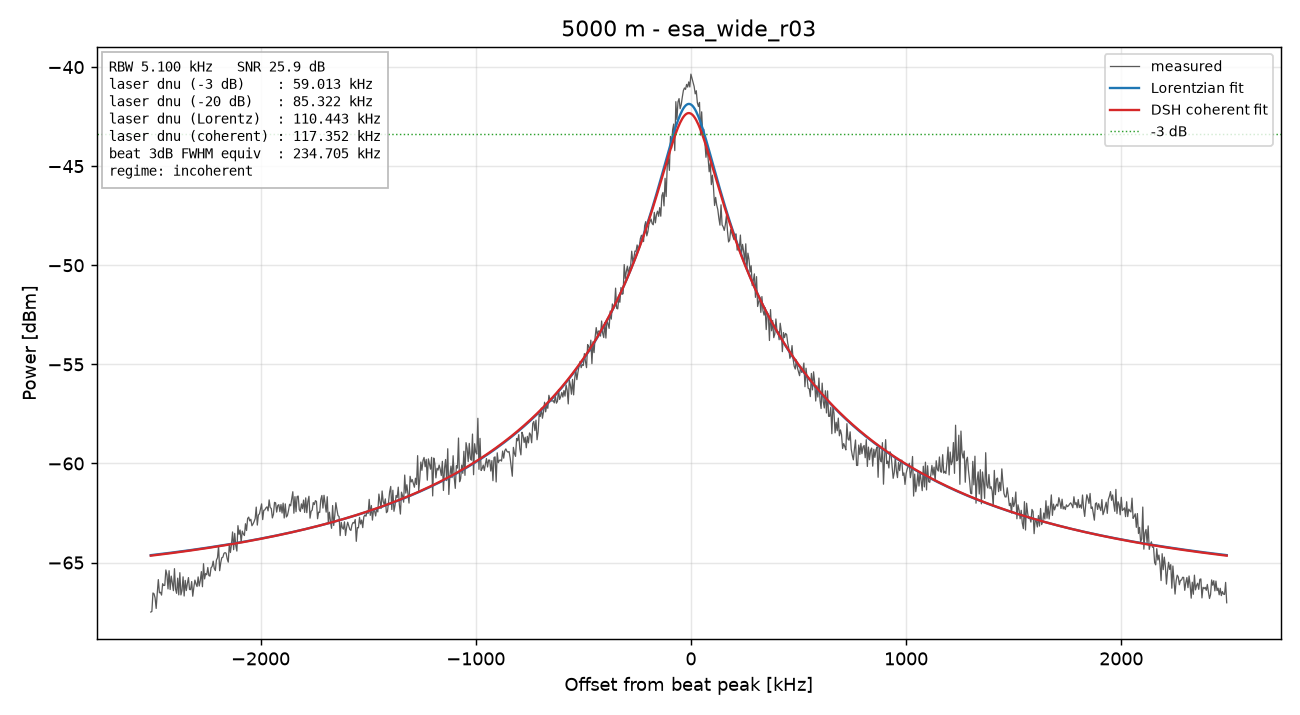 5000 m - esa_wide_r03
RBW 5.100 kHz   SNR 25.9 dB
laser dnu (-3 dB)    : 59.013 kHz
laser dnu (-20 dB)   : 85.322 kHz
laser dnu (Lorentz)  : 110.443 kHz
laser dnu (coherent) : 117.352 kHz
beat 3dB FWHM equiv  : 234.705 kHz
regime: incoherent
measured
Lorentzian fit
DSH coherent fit
-3 dB
Power [dBm]
−40
−45
−50
−55
−60
−65
−2000
−1000
0
1000
2000
Offset from beat peak [kHz]